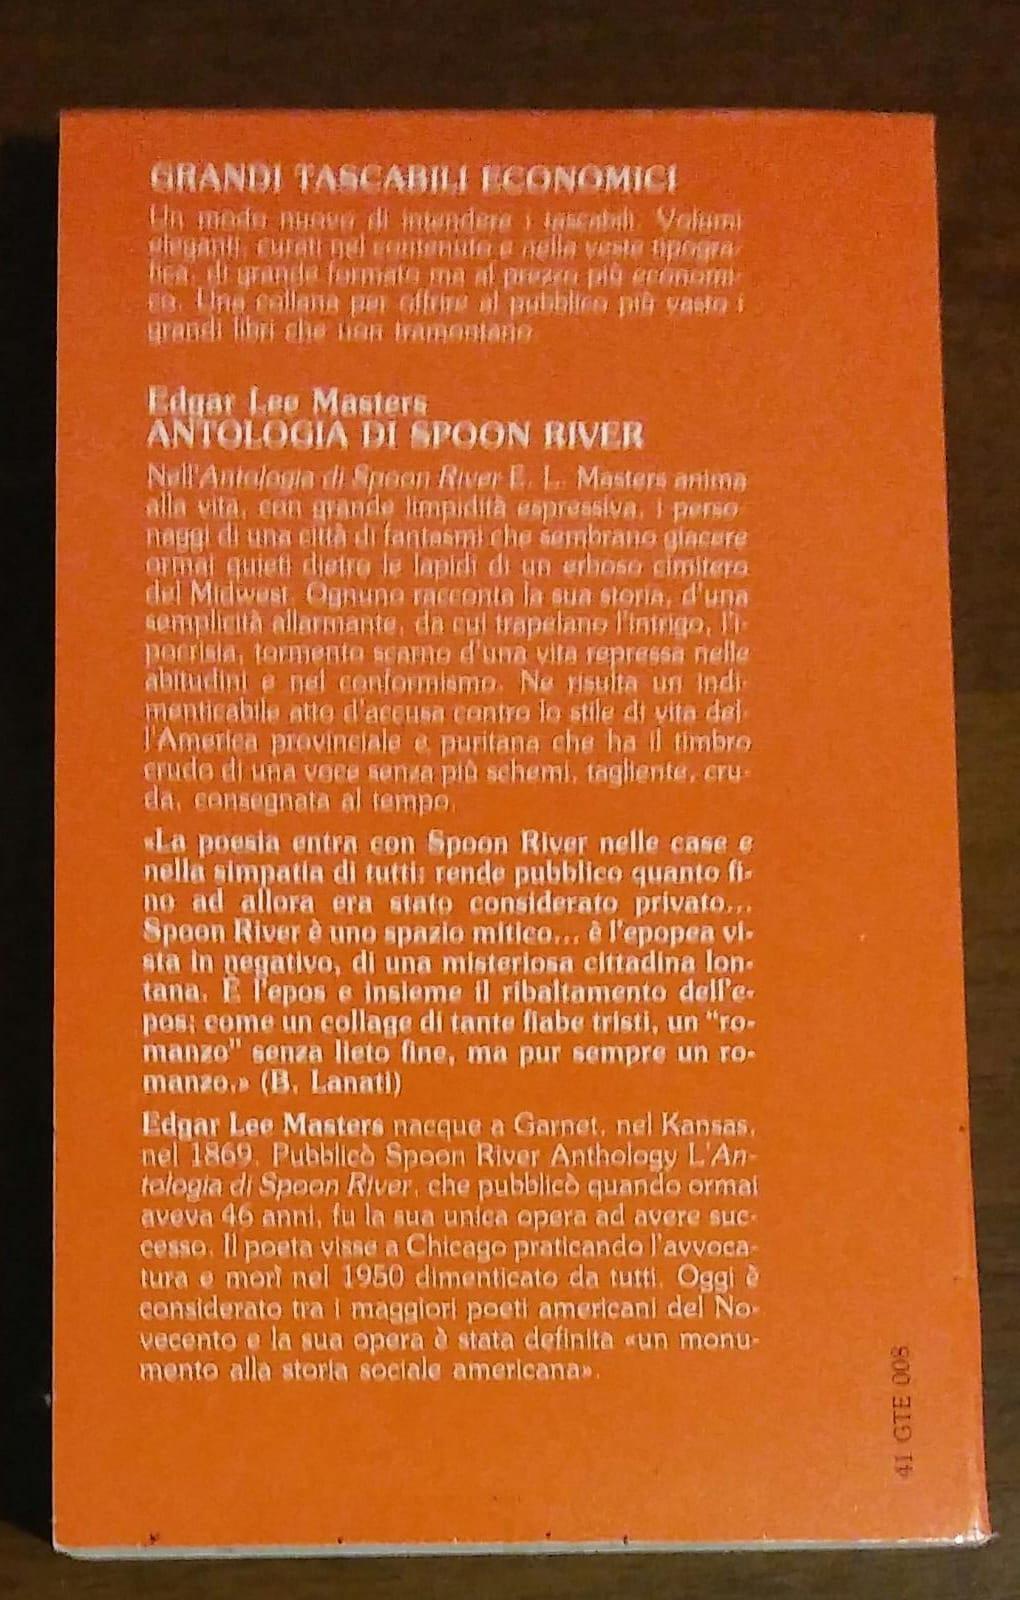 GRANDI TASCABILI ECONOMICI
Un modo nuovo di intendere i tascabili. Volumi
eleganti, curati nel contenuto e nella veste tipogra-
fica, di grande formato ma al prezzo più economi-
co. Una collana per offrire al pubblico più vasto i
grandi libri che non tramontano.
Edgar Lee Masters
ANTOLOGIA DI SPOON RIVER
Nell'Antologia di Spoon River E. L. Masters anima
alla vita, con grande limpidità espressiva, i perso-
naggi di una città di fantasmi che sembrano giacere
ormai quieti dietro le lapidi di un erboso cimitero
del Midwest. Ognuno racconta la sua storia, d'una
semplicità allarmante, da cui trapelano l'intrigo, l'i-
pocrisia, tormento scarno d'una vita repressa nelle
abitudini e nel conformismo. Ne risulta un indi-
menticabile atto d'accusa contro lo stile di vita del-
l'America provinciale e puritana che ha il timbro
crudo di una voce senza più schemi, tagliente, cru-
da, consegnata al tempo.
«La poesia entra con Spoon River nelle case e
nella simpatia di tutti: rende pubblico quanto fi-
no ad allora era stato considerato privato...
Spoon River è uno spazio mitico... è l'epopea vi-
sta in negativo, di una misteriosa cittadina lon-
tana. È l'epos e insieme il ribaltamento dell'e-
pos; come un collage di tante fiabe tristi, un "ro-
manzo" senza lieto fine, ma pur sempre un ro-
manzo.» (B. Lanati)
Edgar Lee Masters nacque a Garnet, nel Kansas,
nel 1869. Pubblicò Spoon River Anthology L'An-
tologia di Spoon River, che pubblicò quando ormai
aveva 46 anni, fu la sua unica opera ad avere suc-
cesso. Il poeta visse a Chicago praticando l'avvoca-
tura e morì nel 1950 dimenticato da tutti. Oggi è
considerato tra i maggiori poeti americani del No-
vecento e la sua opera è stata definita «un monu-
mento alla storia sociale americana».
41 GTE 008